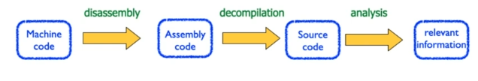 disassembly
decompilation
analysis
Machine
code
Assembly
code
Source
code
relevant
information